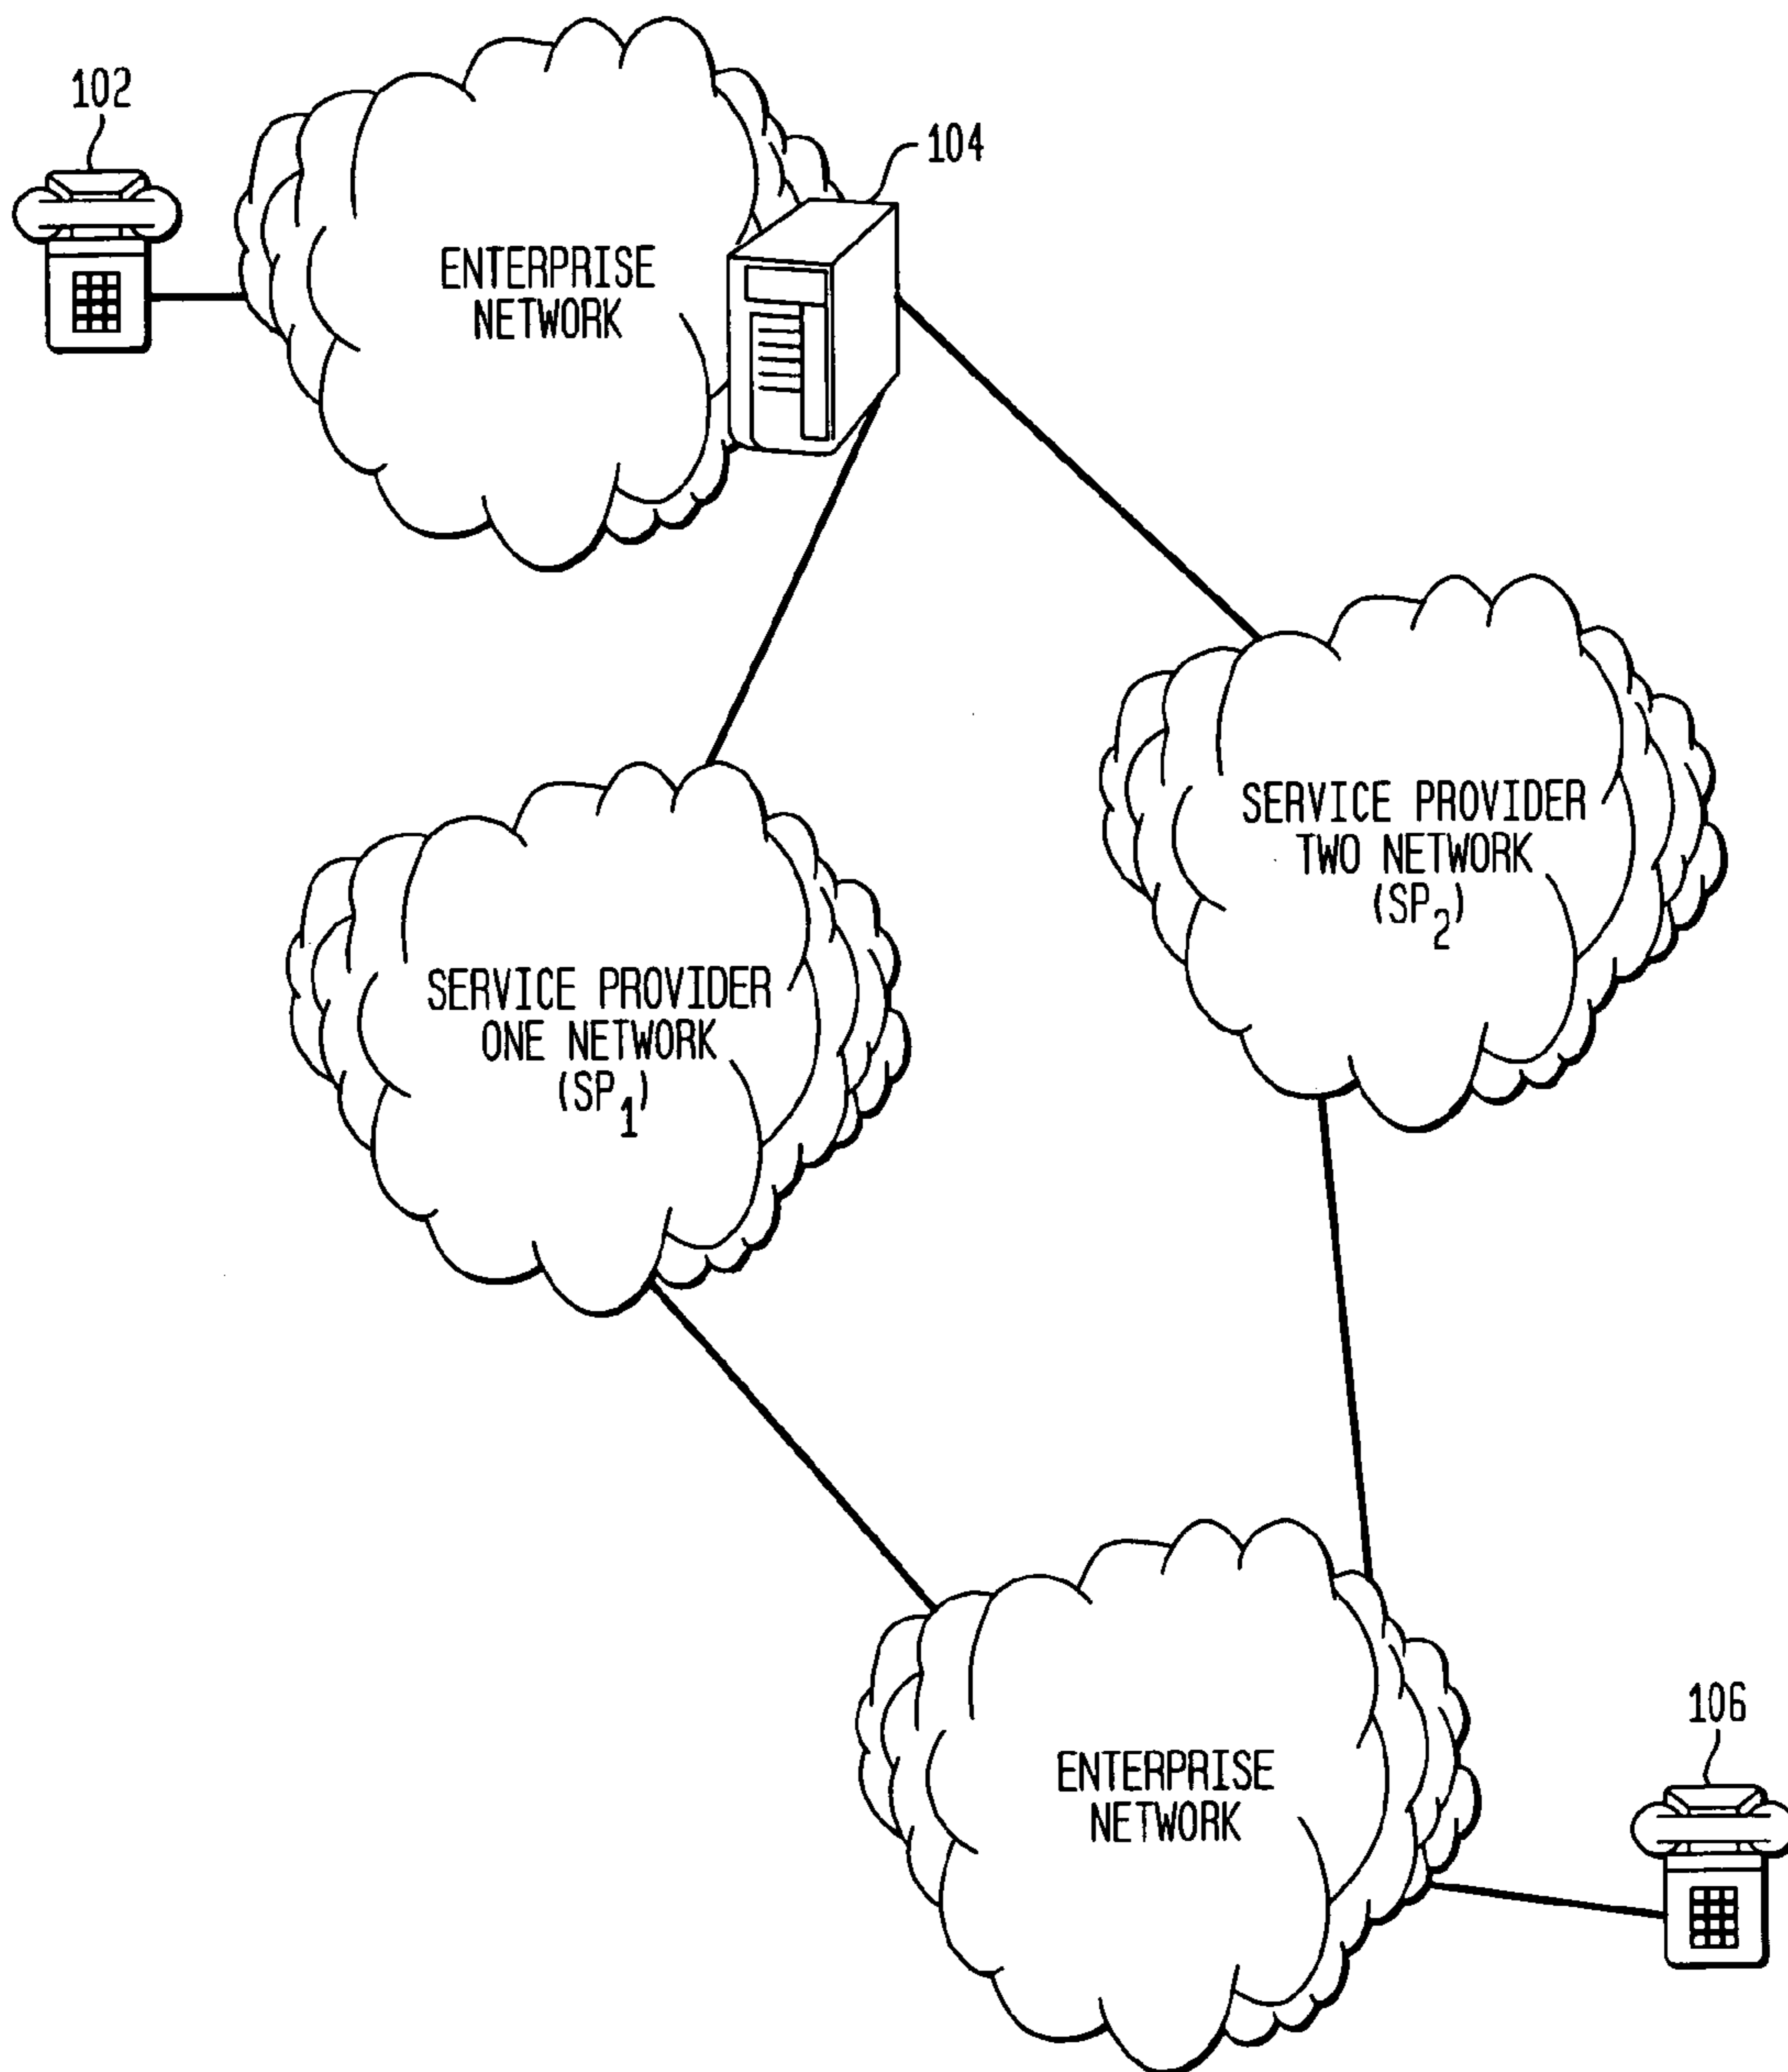 102
104
ENTERPRISE
NETWORK
SERVICE PROVIDER
TWO NETWORK
(SP2)
SERVICE PROVIDER
ONE NETWORK
(SP1)
ENTERPRISE
NETWORK
106